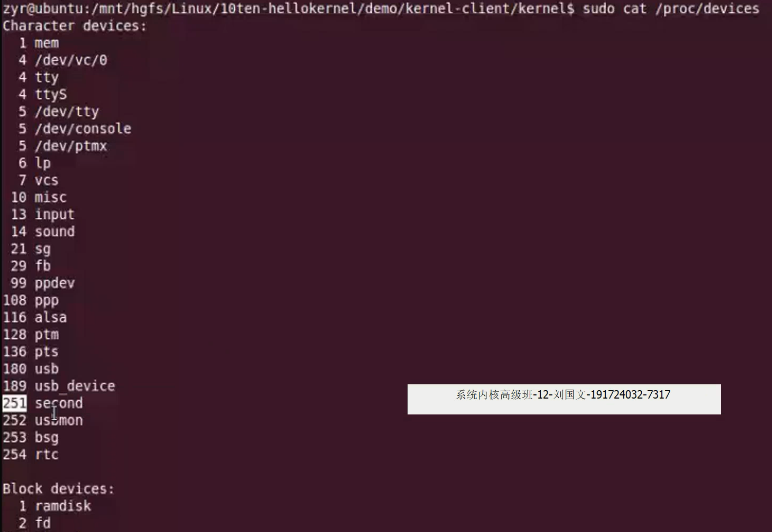 zyr@ubuntu:/mnt/hgfs/Linux/10ten-hellokernel/demo/kernel-client/kernel$ sudo cat /proc/devices
Character devices:
1 mem
4 /dev/vc/0
4 tty
4 ttyS
5 /dev/tty
5 /dev/console
5 /dev/ptmx
6 lp
7 vcs
10 misc
13 input
14 sound
21 sg
29 fb
99 ppdev
108 ppp
116 alsa
128 ptm
136 pts
180 usb
189 usb_device
251 second
252 usbmon
253 bsg
254 rtc
系统内核高级班-12-刘国文-191724032-7317
Block devices:
1 ramdisk
2 fd